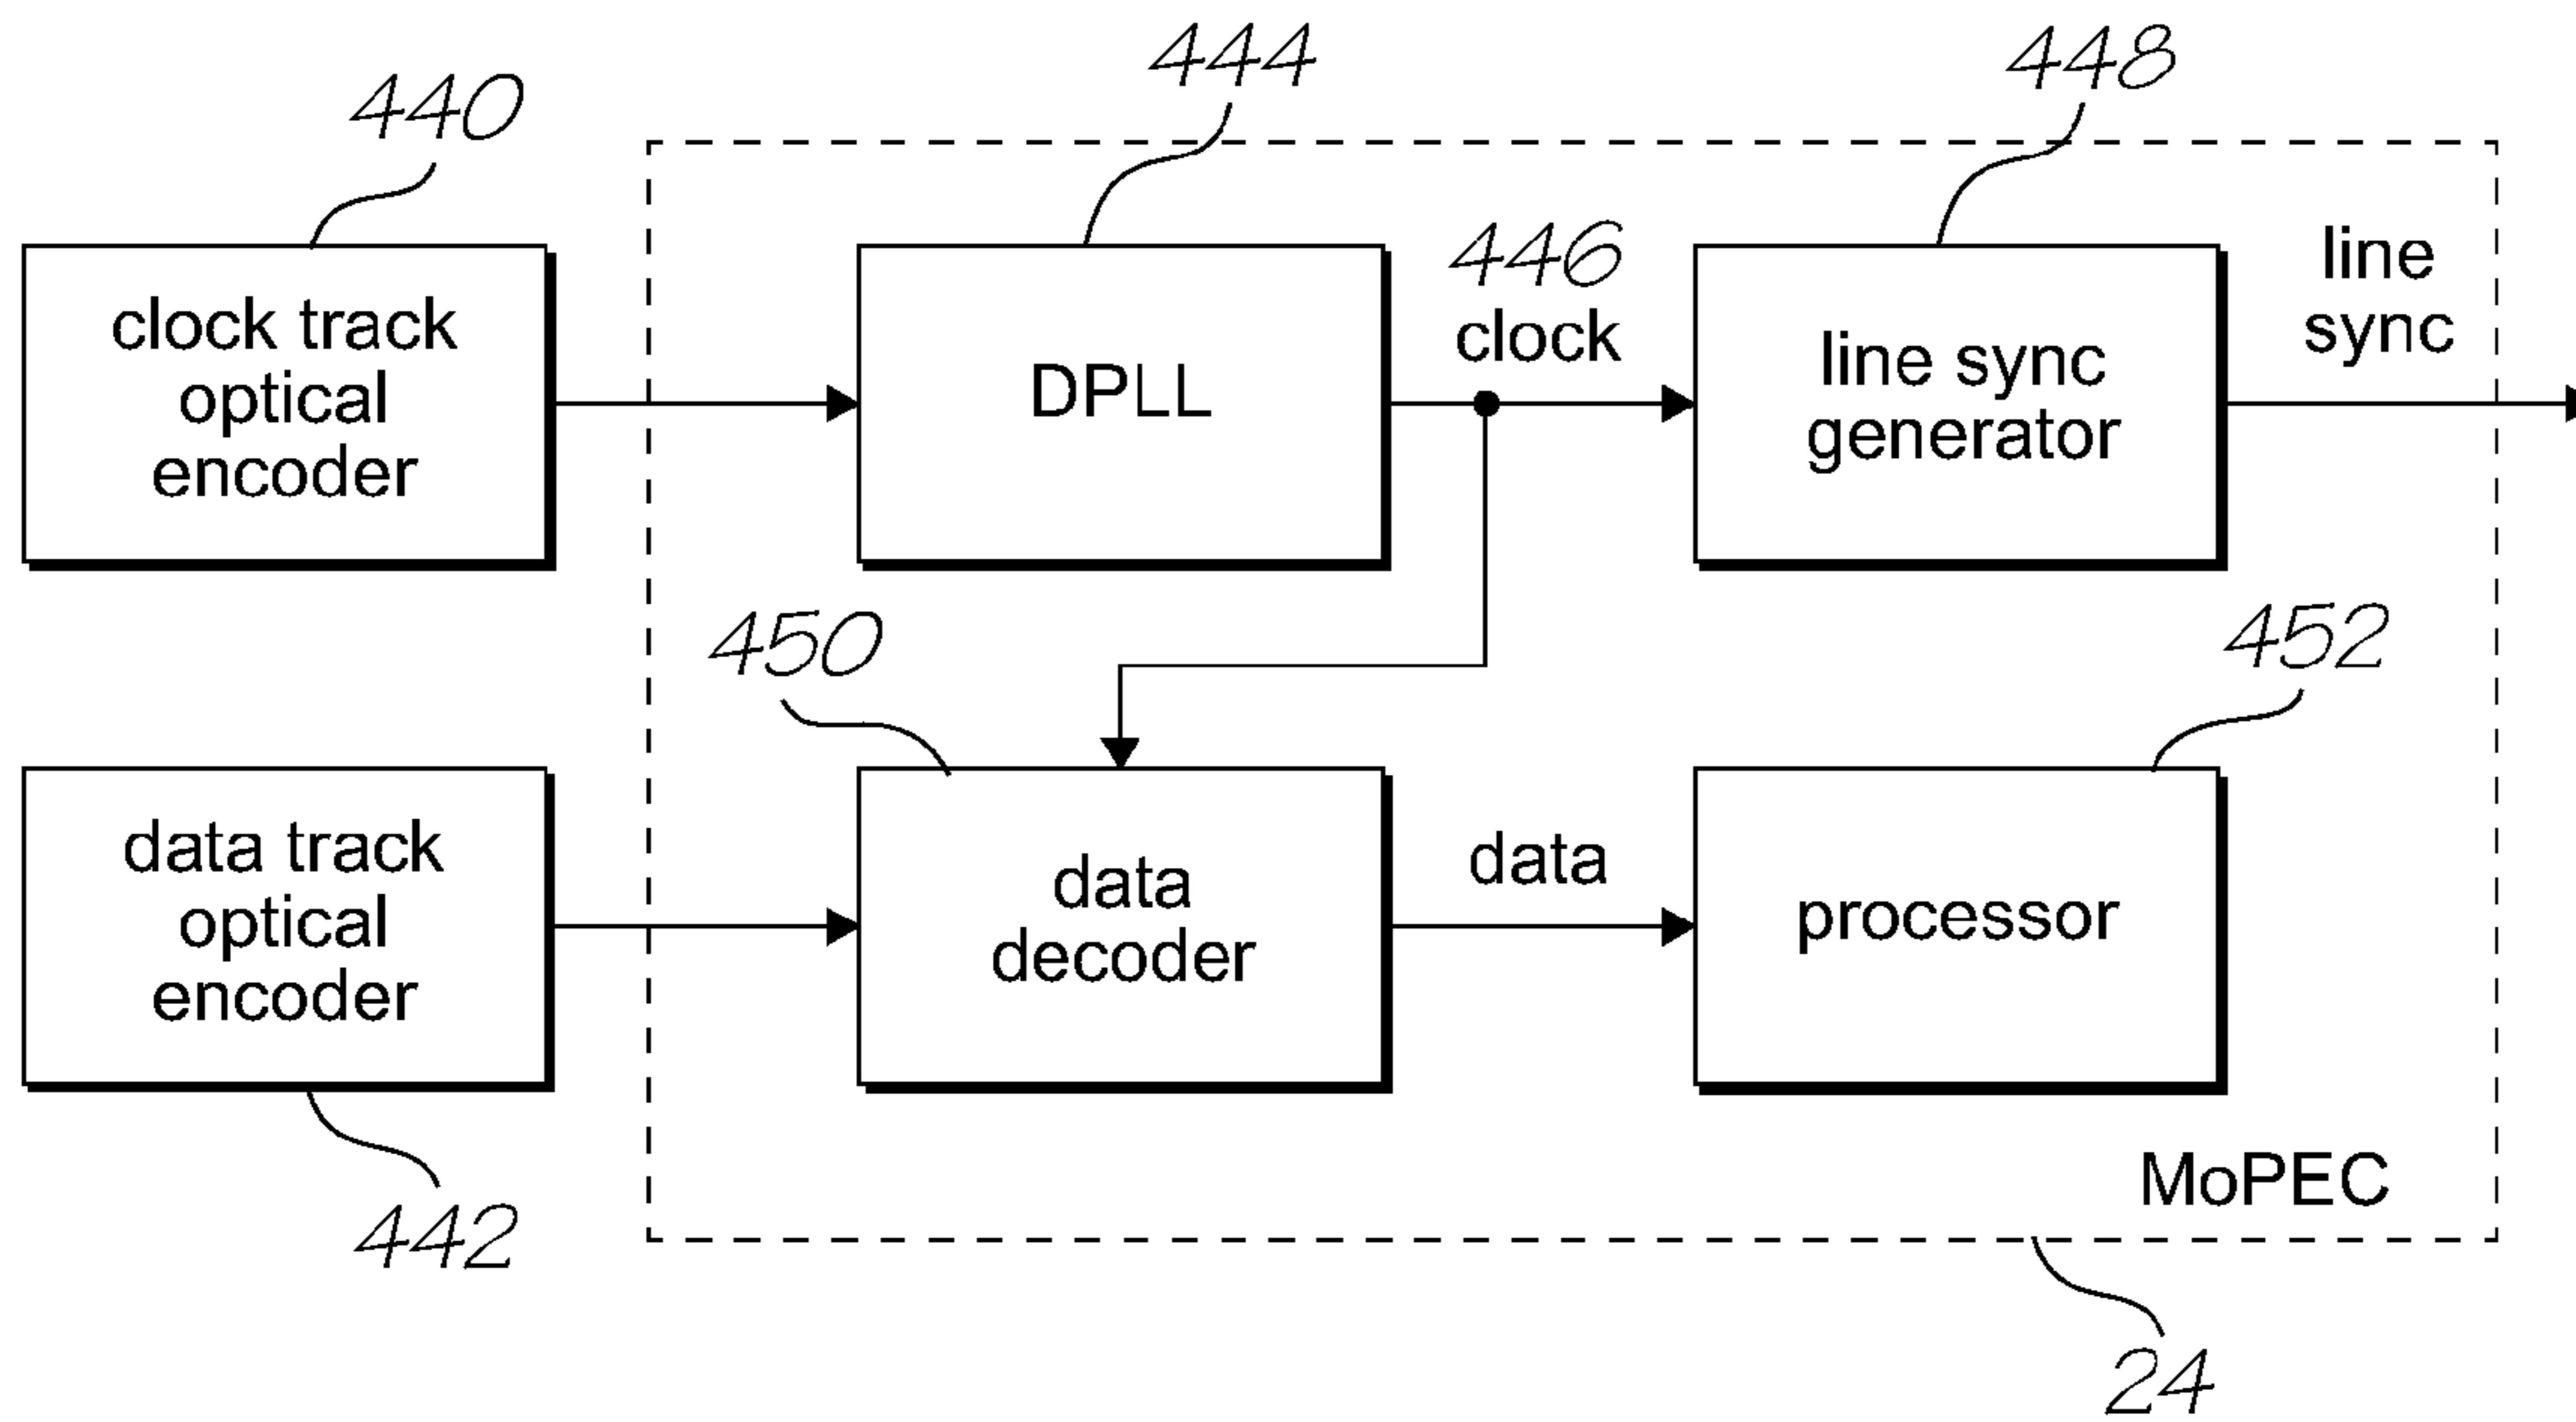 440
444
448
clock track
optical
encoder
DPLL
446
clock
line sync
generator
line
sync
450
452
data track
optical
encoder
data
decoder
data
processor
MoPEC
442
24